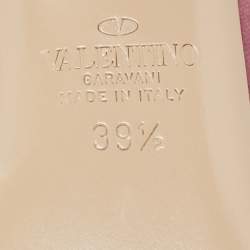 VALENTINO
GARAVANI
MADE IN ITALY
39½